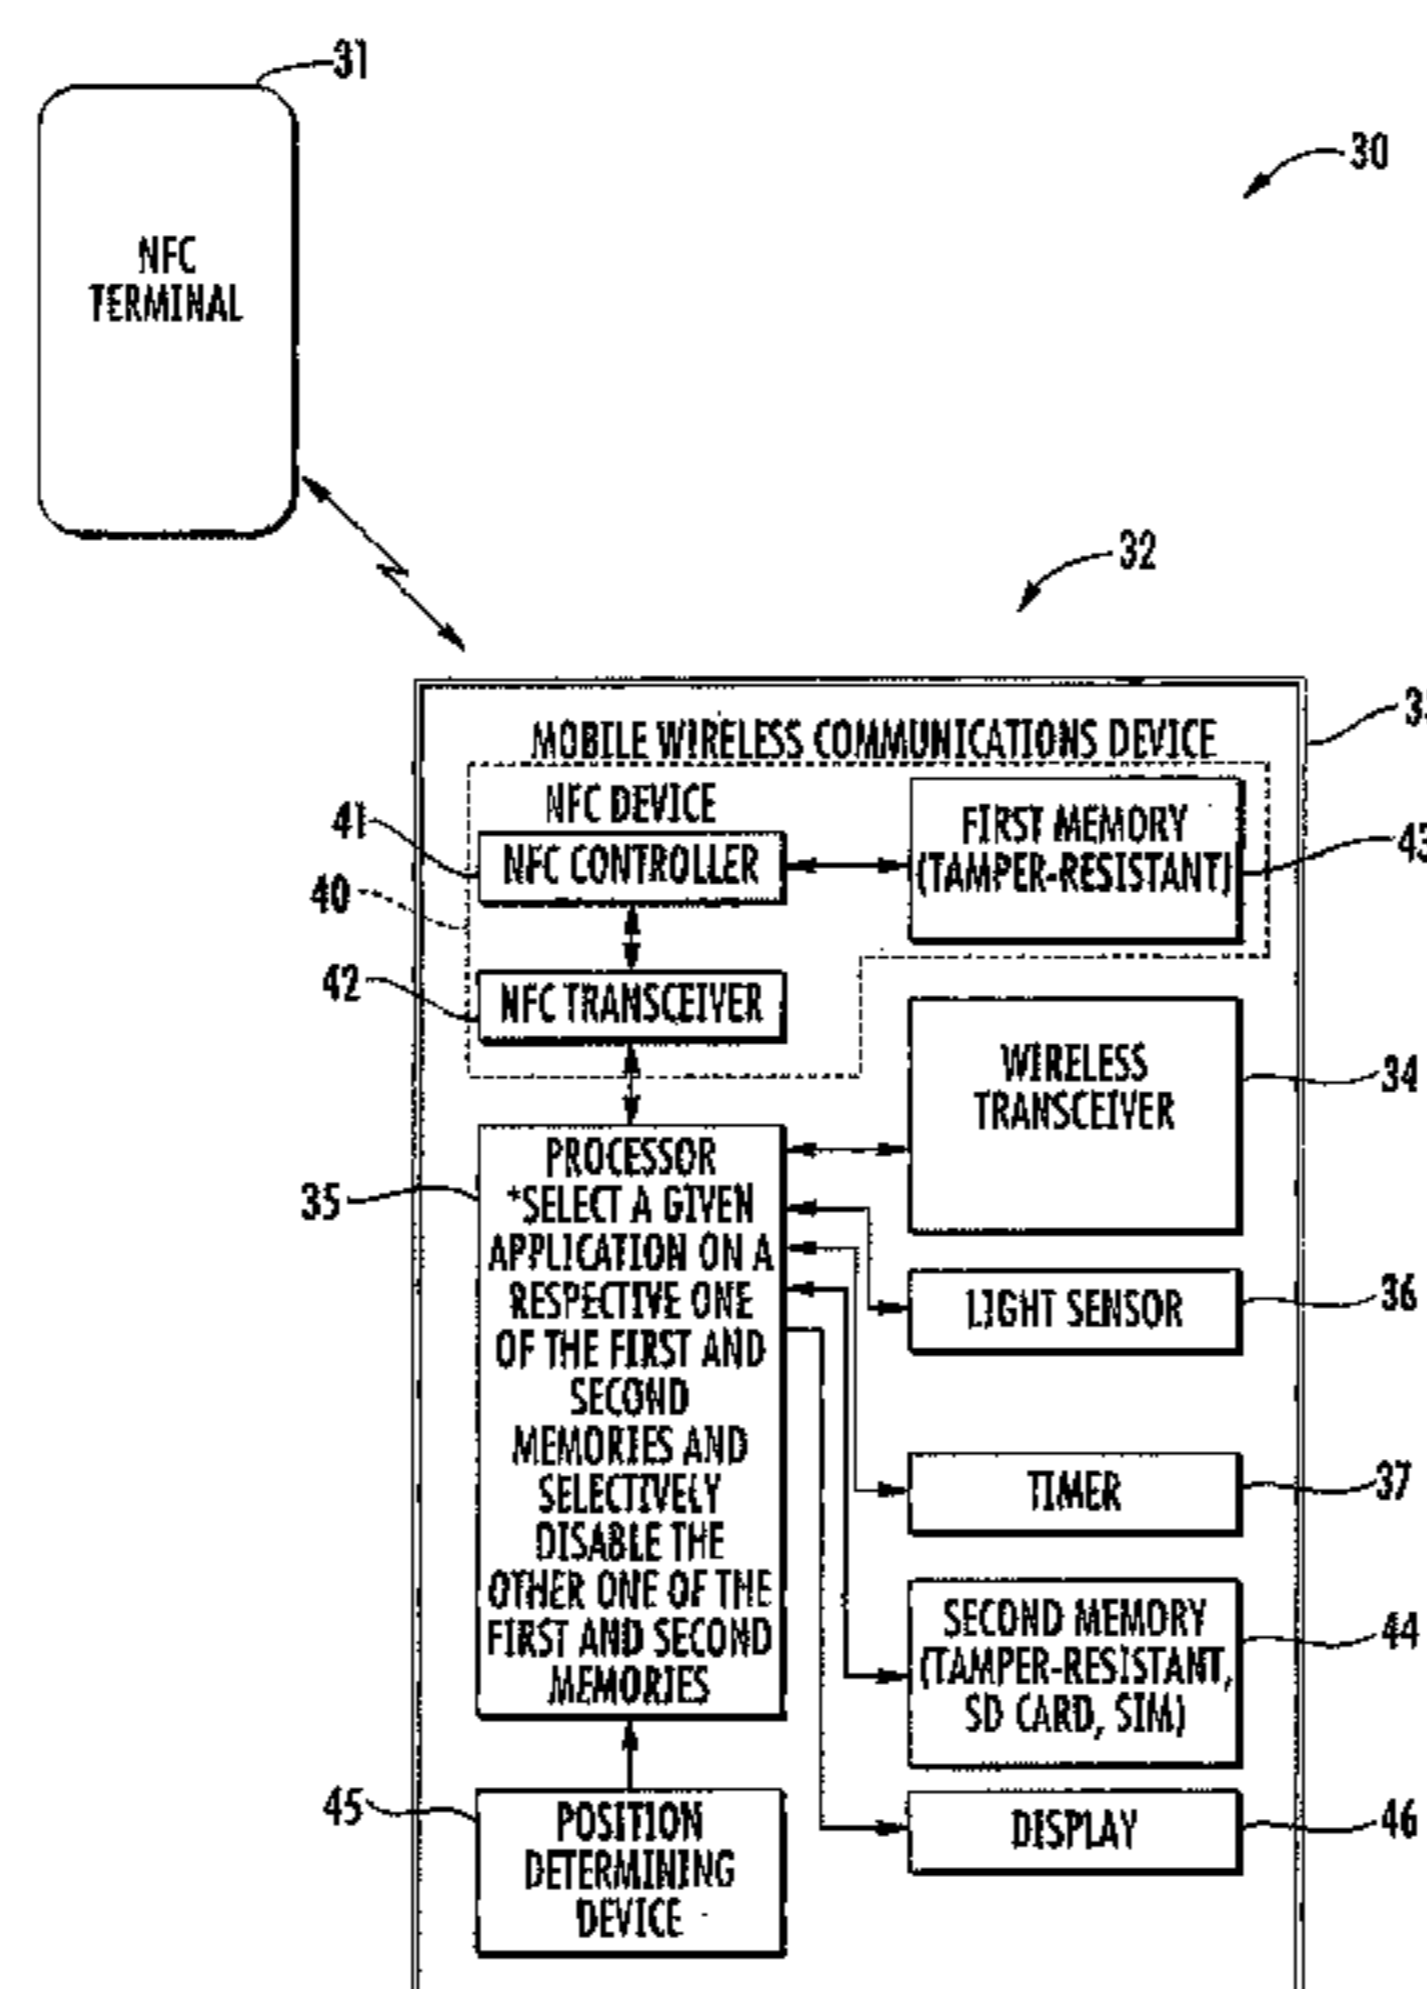 31
30
NFC
TERMINAL
32
MOBILE WIRELESS COMMUNICATIONS DEVICE
NFC DEVICE
41
NFC CONTROLLER
FIRST MEMORY
(TAMPER-RESISTANT)
43
40
42
NFC TRANSCEIVER
WIRELESS
TRANSCEIVER
34
35
PROCESSOR
*SELECT A GIVEN
APPLICATION ON A
RESPECTIVE ONE
OF THE FIRST AND
SECOND
MEMORIES AND
SELECTIVELY
DISABLE THE
OTHER ONE OF THE
FIRST AND SECOND
MEMORIES
LIGHT SENSOR
36
TIMER
37
SECOND MEMORY
(TAMPER-RESISTANT,
SD CARD, SIM)
44
45
POSITION
DETERMINING
DEVICE
DISPLAY
46